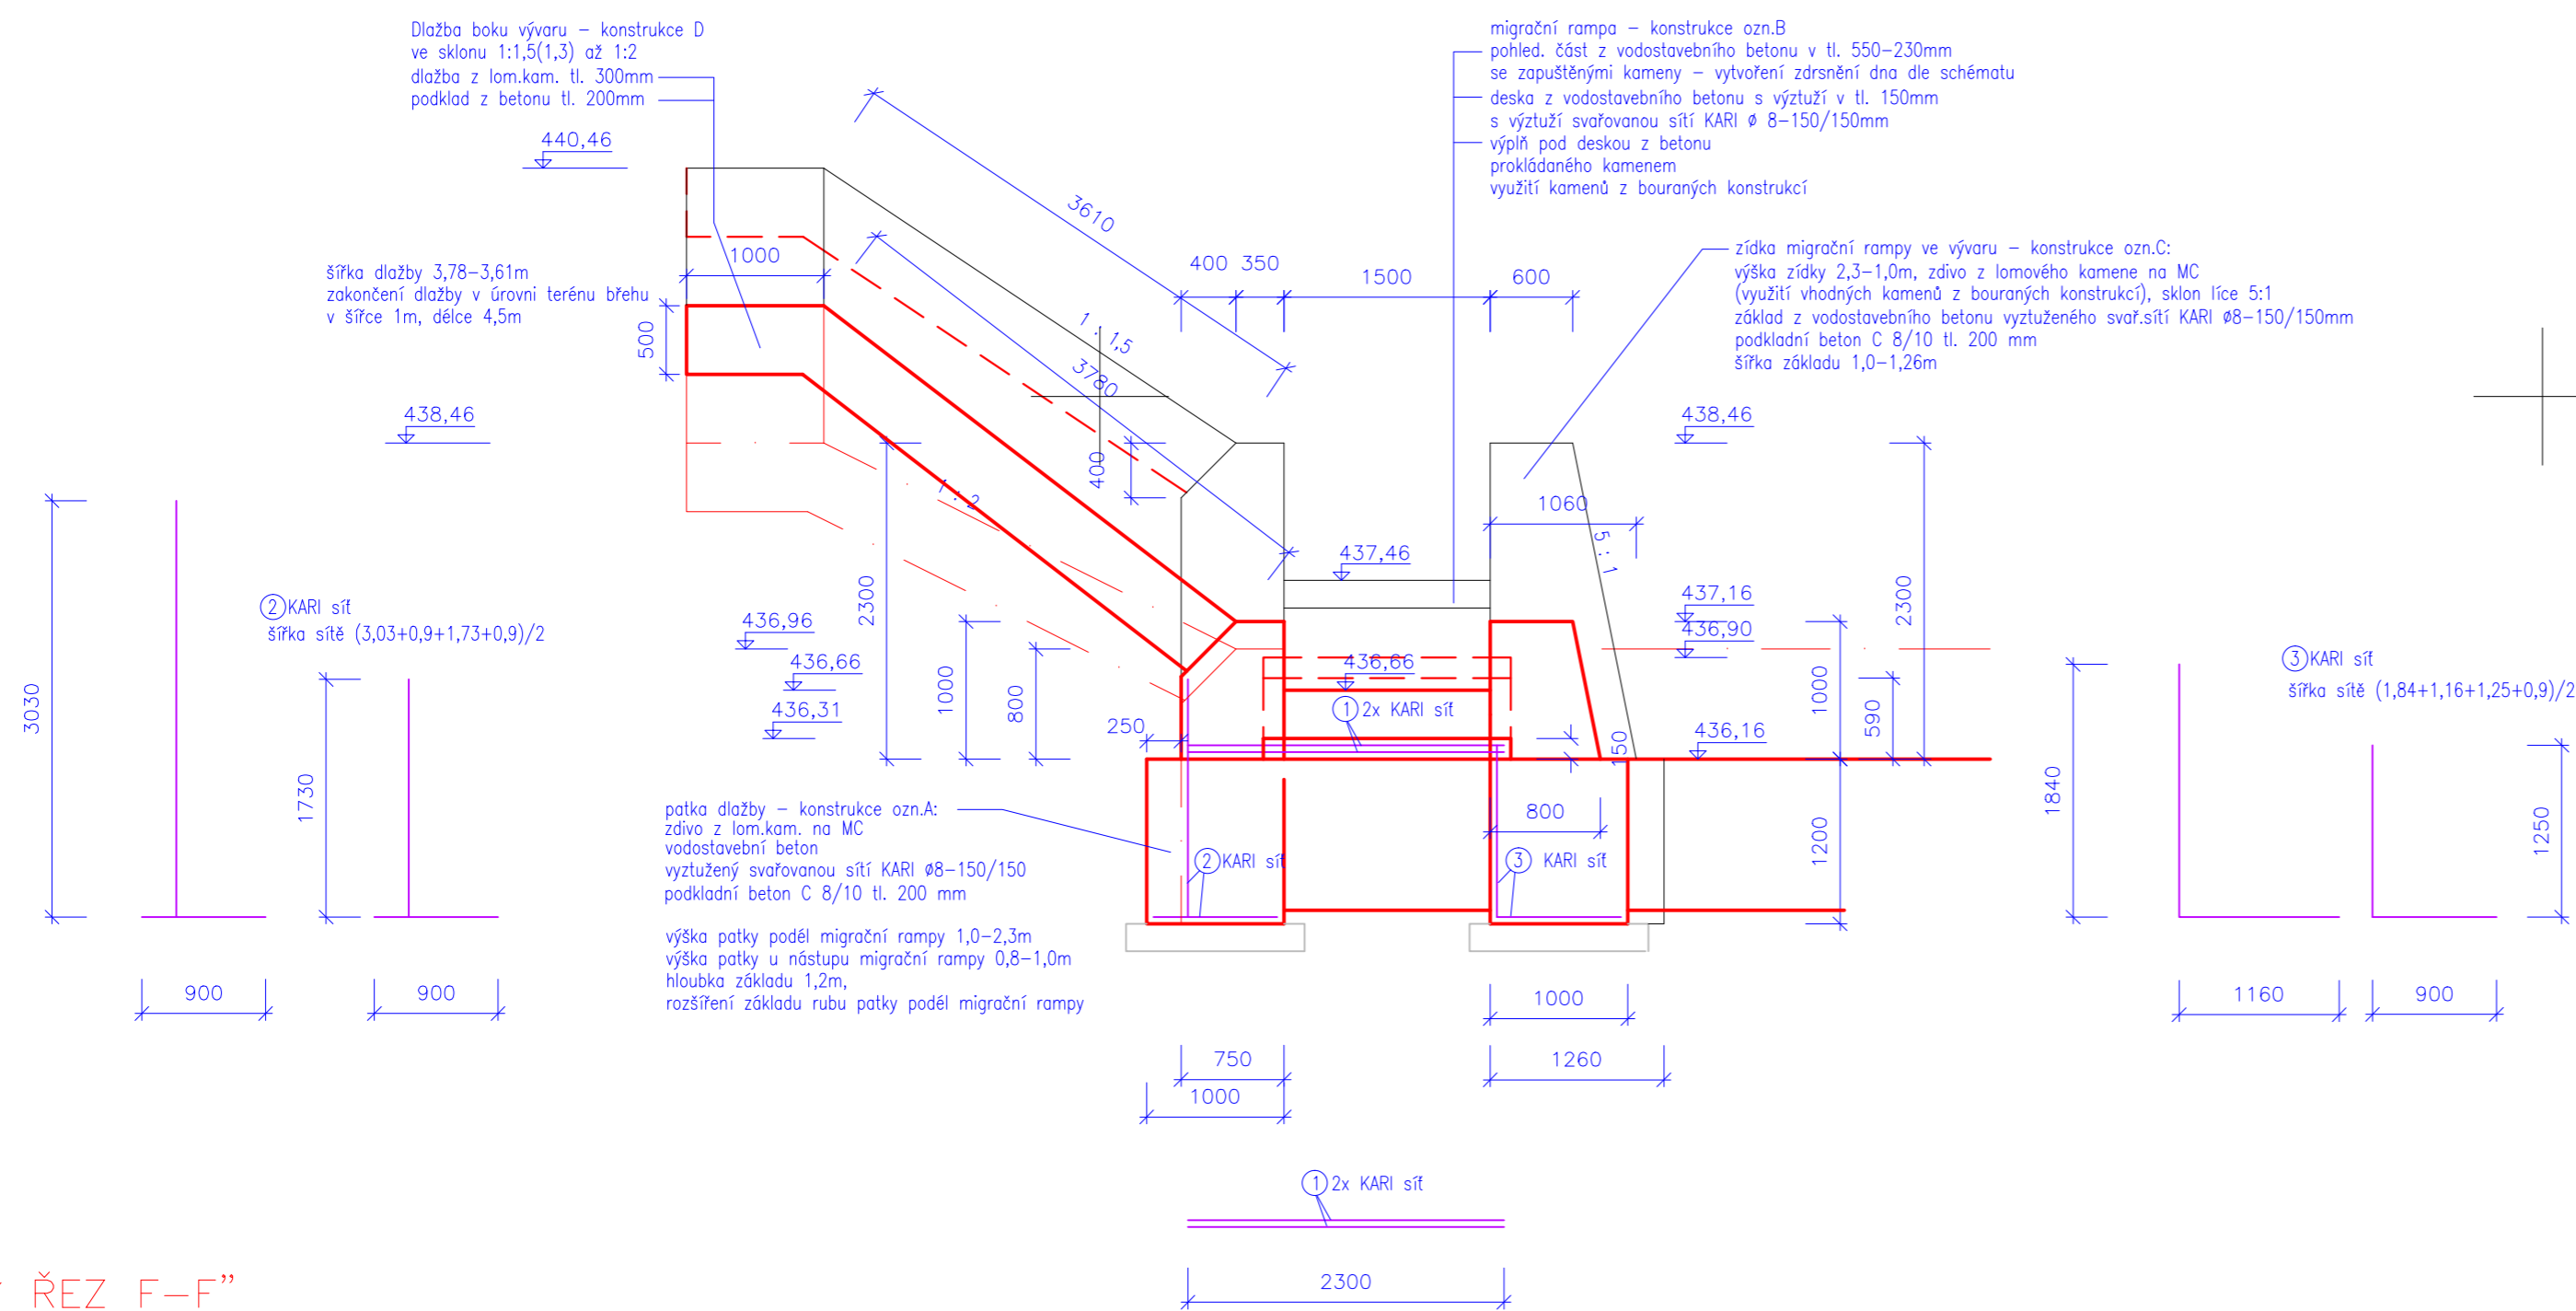 Dlažba boku vývaru – konstrukce D
ve sklonu 1:1,5(1,3) až 1:2
dlažba z lom.kam. tl. 300mm
podklad z betonu tl. 200mm
migrační rampa – konstrukce ozn.B
pohled. část z vodostavebního betonu v tl. 550–230mm
se zapuštěnými kameny – vytvoření zdrsnění dna dle schématu
deska z vodostavebního betonu s výztuží v tl. 150mm
s výztuží svařovanou sítí KARI ø 8–150/150mm
výplň pod deskou z betonu
prokládaného kamenem
využití kamenů z bouraných konstrukcí
440,46
3610
1000
400 350
1500
600
zídka migrační rampy ve vývaru – konstrukce ozn.C:
výška zídky 2,3–1,0m, zdivo z lomového kamene na MC
(využití vhodných kamenů z bouraných konstrukcí), sklon líce 5:1
základ z vodostavebního betonu vyztuženého svař.sítí KARI ø8–150/150mm
podkladní beton C 8/10 tl. 200 mm
šířka základu 1,0–1,26m
šířka dlažby 3,78–3,61m
zakončení dlažby v úrovni terénu břehu
v šířce 1m, délce 4,5m
500
1 : 1,5
3780
438,46
438,46
400
1 : 2
1060
5 : 1
437,46
2300
2300
437,16
436,96
436,90
436,66
436,66
436,31
436,16
3030
② KARI síť
šířka sítě (3,03+0,9+1,73+0,9)/2
1730
③ KARI síť
šířka sítě (1,84+1,16+1,25+0,9)/2
1000
800
250
① 2x KARI síť
150
1000
590
1840
1250
patka dlažby – konstrukce ozn.A:
zdivo z lom.kam. na MC
vodostavební beton
vyztužený svařovanou sítí KARI ø8–150/150
podkladní beton C 8/10 tl. 200 mm
800
1200
② KARI síť
③ KARI síť
výška patky podél migrační rampy 1,0–2,3m
výška patky u nástupu migrační rampy 0,8–1,0m
hloubka základu 1,2m,
rozšíření základu rubu patky podél migrační rampy
900
900
1000
1160
900
750
1260
1000
① 2x KARI síť
2300
ŘEZ F–F”